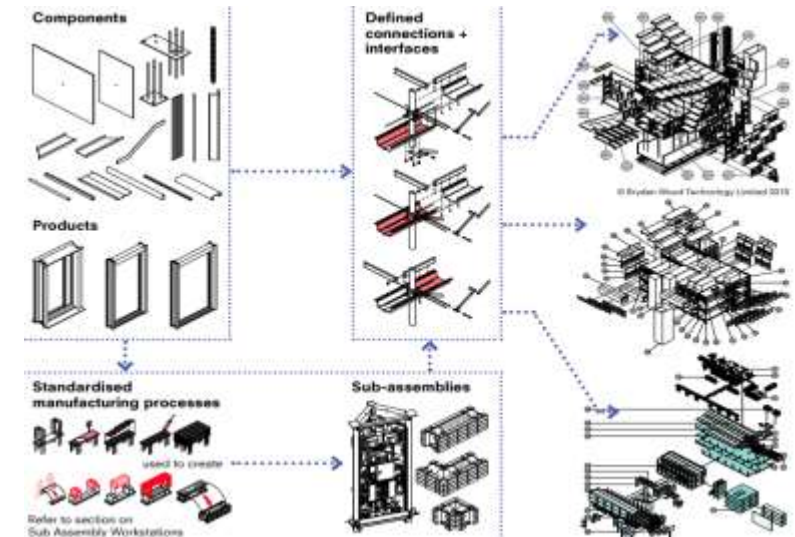 Components
Products
Defined
connections +
interfaces
© Bryden Wood Technology Limited 2018
Standardised
manufacturing processes
used to create
Refer to section on
Sub Assembly Workstations
Sub-assemblies